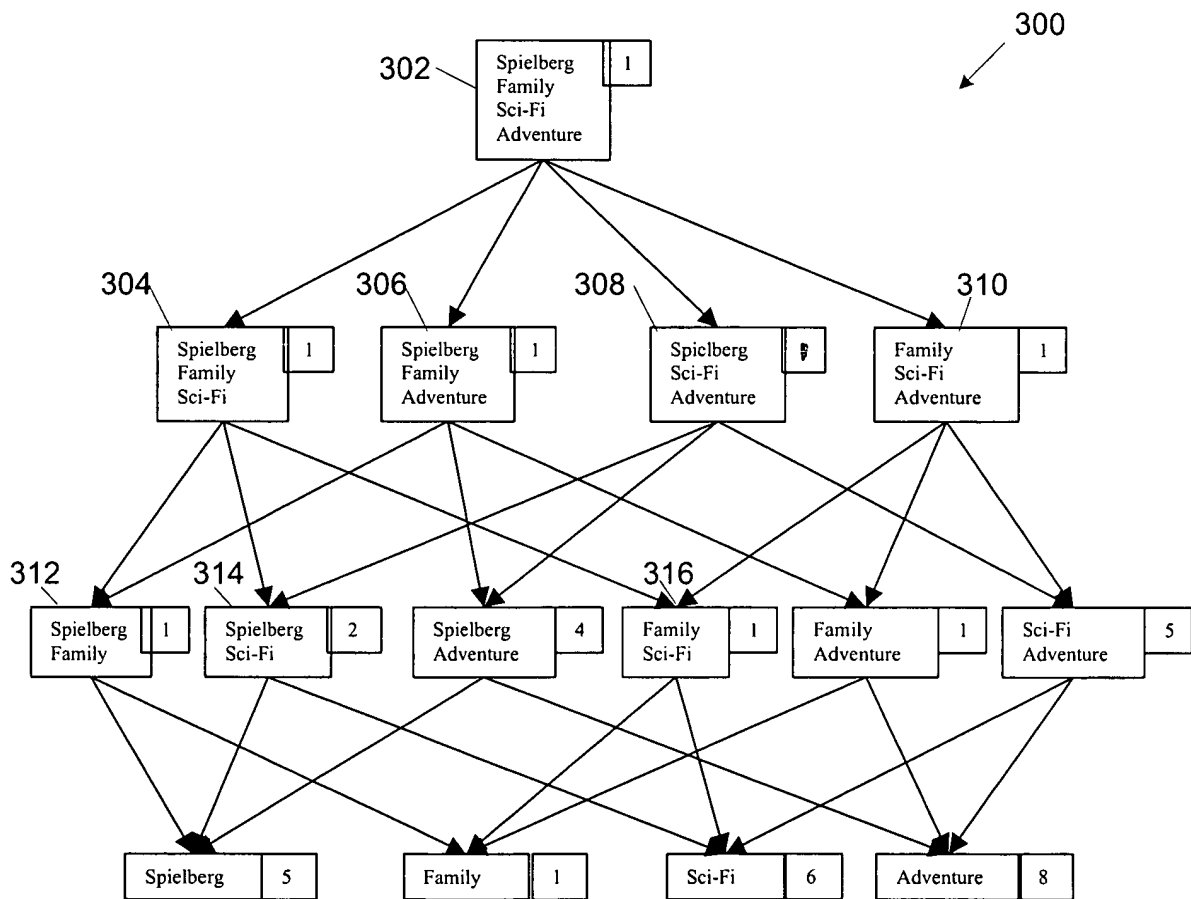 300
302
Spielberg 1
Family
Sci-Fi
Adventure
304
306
308
310
Spielberg 1
Family
Sci-Fi
Spielberg 1
Family
Adventure
Spielberg
Sci-Fi
Adventure
Family 1
Sci-Fi
Adventure
312
314
316
Spielberg 1
Family
Spielberg 2
Sci-Fi
Spielberg 4
Adventure
Family 1
Sci-Fi
Family 1
Adventure
Sci-Fi 5
Adventure
Spielberg 5
Family 1
Sci-Fi 6
Adventure 8